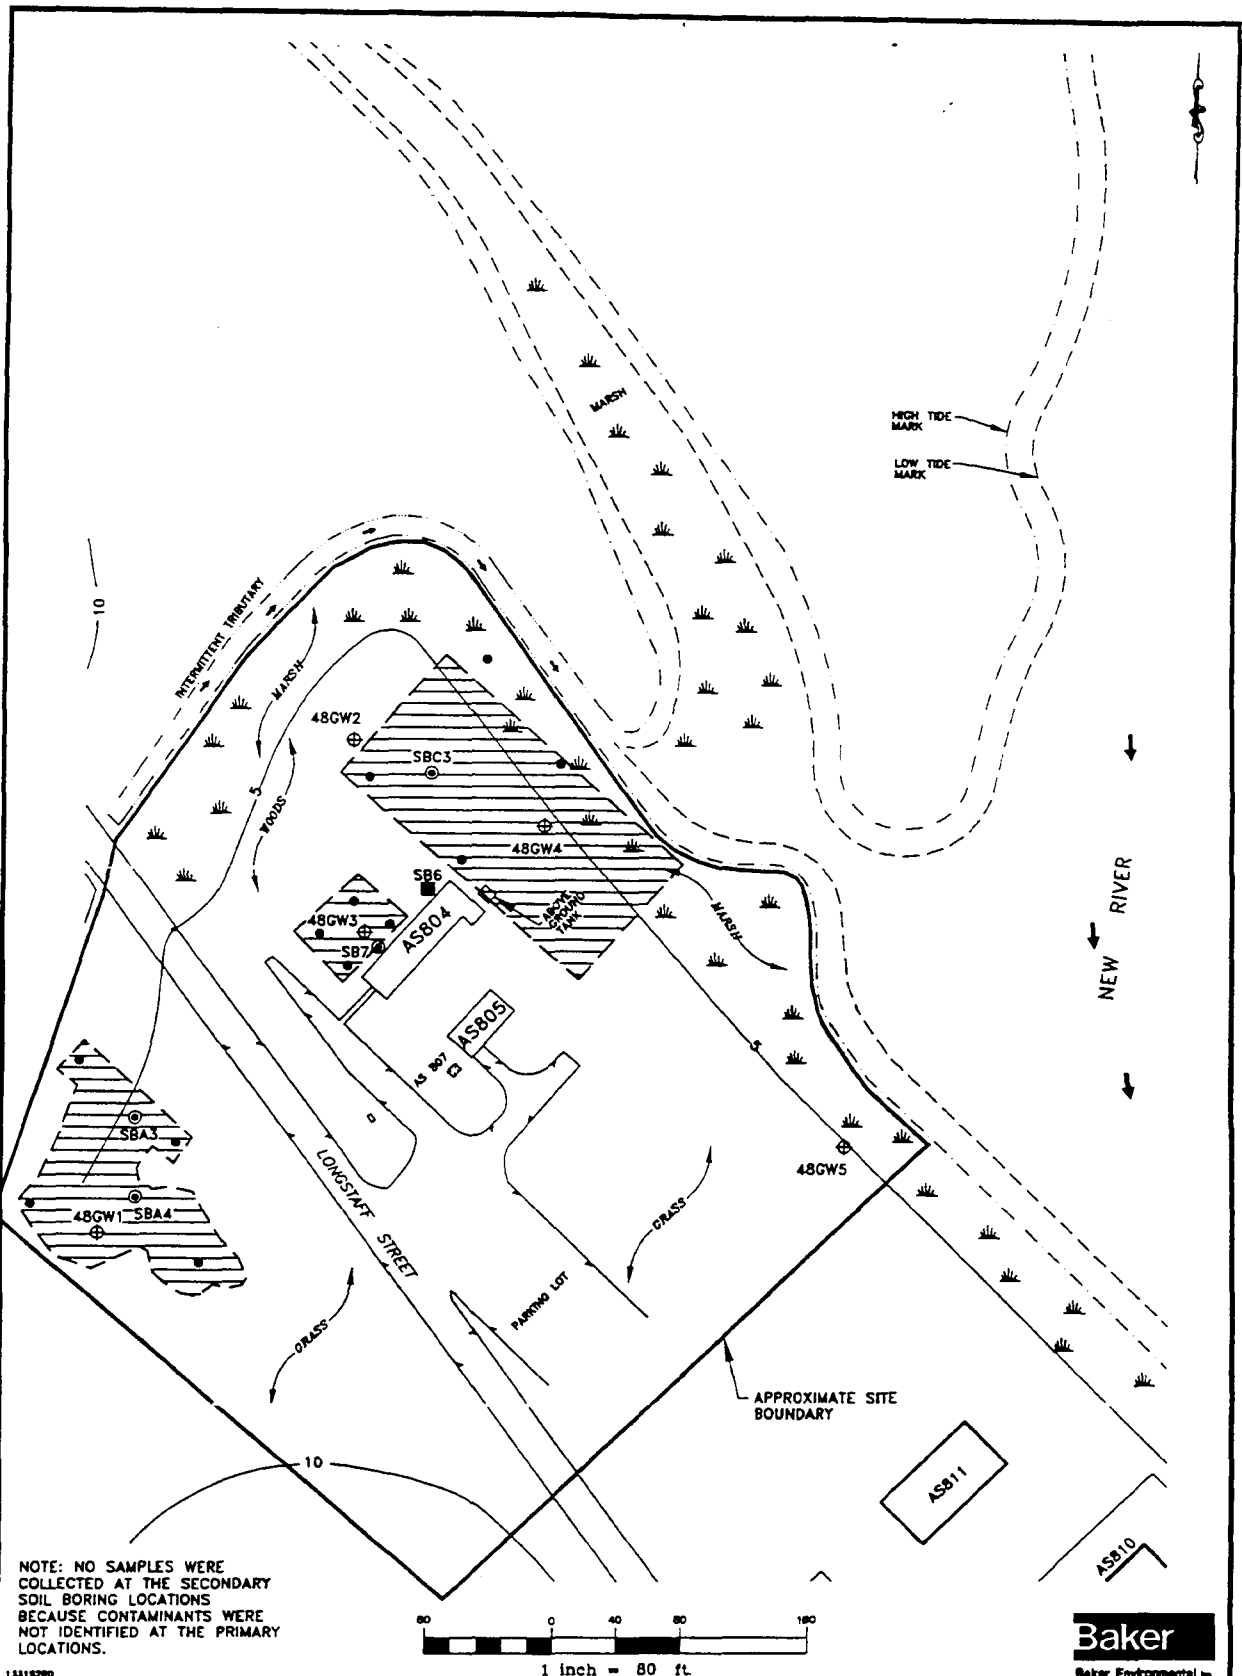 MARSH
HIGH TIDE
MARK
LOW TIDE
MARK
10
INTERMITTENT TRIBUTARY
MARSH
48GW2
SBC3
5
WOODS
48GW4
SB6
ABOVE
GROUND
TANK
MARSH
NEW RIVER
48GW3
SB7
AS804
AS805
AS 807
5
SBA3
48GW1
SBA4
48GW5
LONGSTAFF STREET
GRASS
GRASS
PARKING LOT
APPROXIMATE SITE
BOUNDARY
10
AS811
AS810
NOTE: NO SAMPLES WERE
COLLECTED AT THE SECONDARY
SOIL BORING LOCATIONS
BECAUSE CONTAMINANTS WERE
NOT IDENTIFIED AT THE PRIMARY
LOCATIONS.
80 0 40 80 160
1 inch = 80 ft.
Baker
Baker Environmental